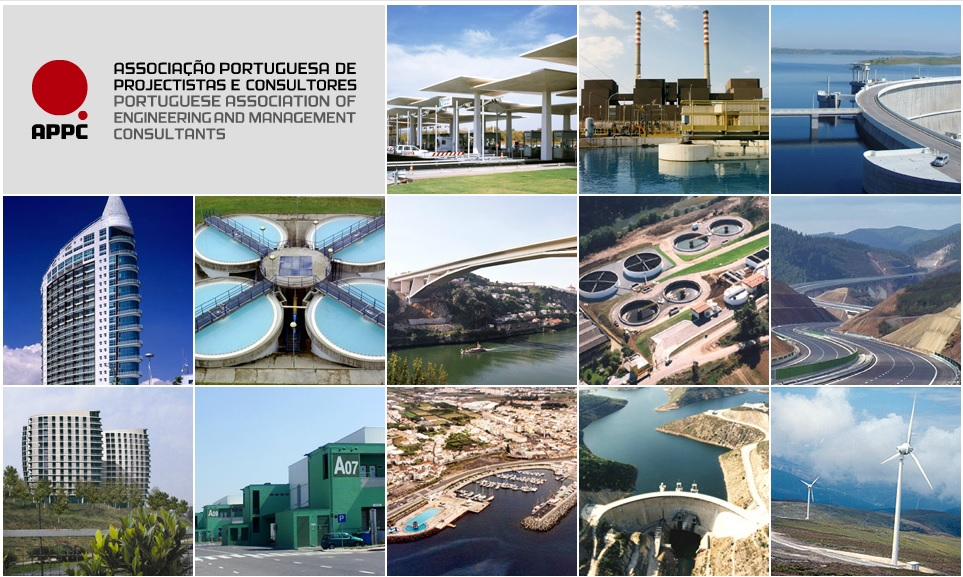 APPC
ASSOCIAÇÃO PORTUGUESA DE
PROJECTISTAS E CONSULTORES
PORTUGUESE ASSOCIATION OF
ENGINEERING AND MANAGEMENT
CONSULTANTS
A07
P